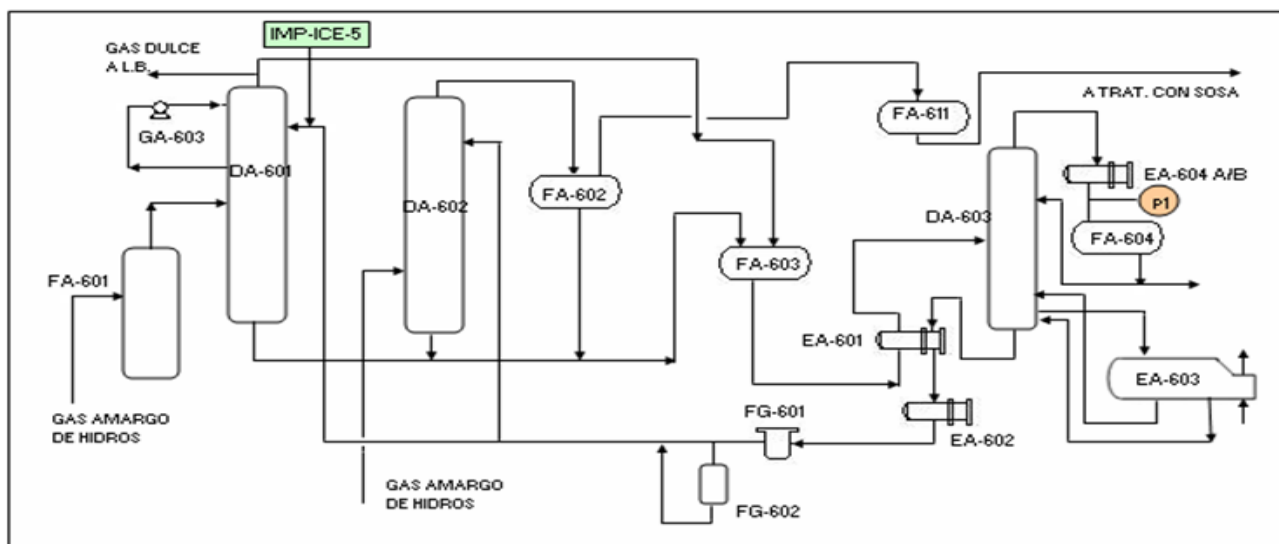 IMP-ICE-5
GAS DULCE
A L.B.
GA-603
DA-601
FA-601
GAS AMARGO
DE HIDROS
DA-602
GAS AMARGO
DE HIDROS
FA-602
FA-611
A TRAT. CON SOSA
FA-603
DA-603
EA-604 A/B
P1
FA-604
EA-601
EA-603
EA-602
FG-601
FG-602